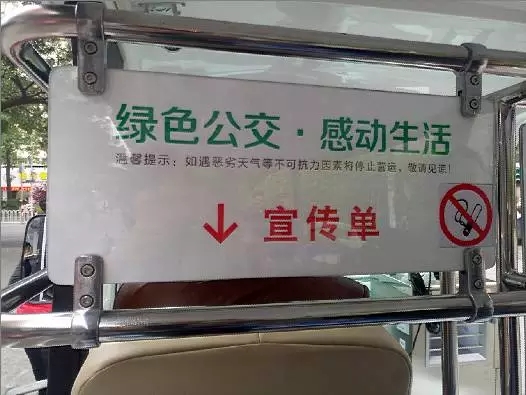 绿色公交·感动生活
温馨提示：如遇恶劣天气等不可抗力因素将停止营运，敬请见谅！
↓ 宣传单